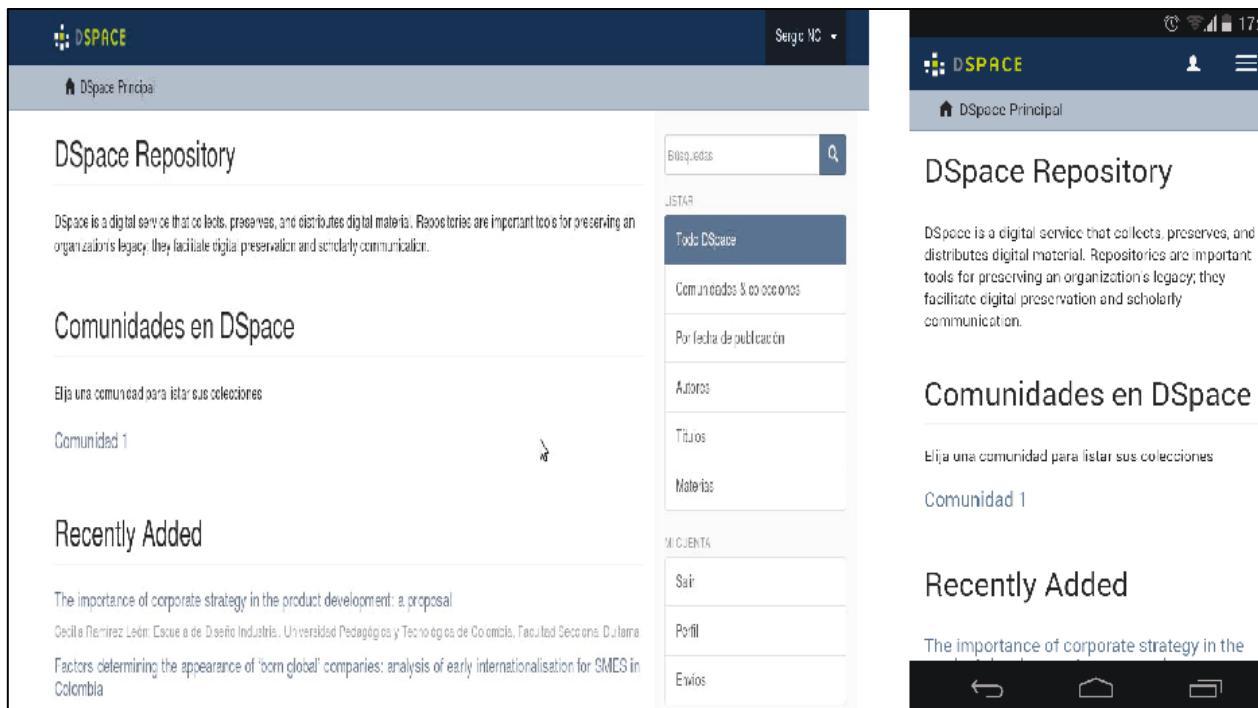 DSPACE
Sergio NC
DSpace Principal
DSpace Repository
DSpace is a digital service that collects, preserves, and distributes digital material. Repositories are important tools for preserving an
organization's legacy; they facilitate digital preservation and scholarly communication.
Comunidades en DSpace
Elija una comunidad para listar sus colecciones
Comunidad 1
Recently Added
The importance of corporate strategy in the product development: a proposal
Cecilia Ramírez León; Escuela de Diseño Industrial. Universidad Pedagógica y Tecnológica de Colombia, Facultad Seccional Duitama
Factors determining the appearance of 'born global' companies: analysis of early internationalisation for SMES in
Colombia
Búsquedas
LISTAR
Todo DSpace
Comunidades & colecciones
Por fecha de publicación
Autores
Títulos
Materias
MI CUENTA
Salir
Perfil
Envíos
DSPACE
DSpace Principal
DSpace Repository
DSpace is a digital service that collects, preserves, and
distributes digital material. Repositories are important
tools for preserving an organization's legacy; they
facilitate digital preservation and scholarly
communication.
Comunidades en DSpace
Elija una comunidad para listar sus colecciones
Comunidad 1
Recently Added
The importance of corporate strategy in the